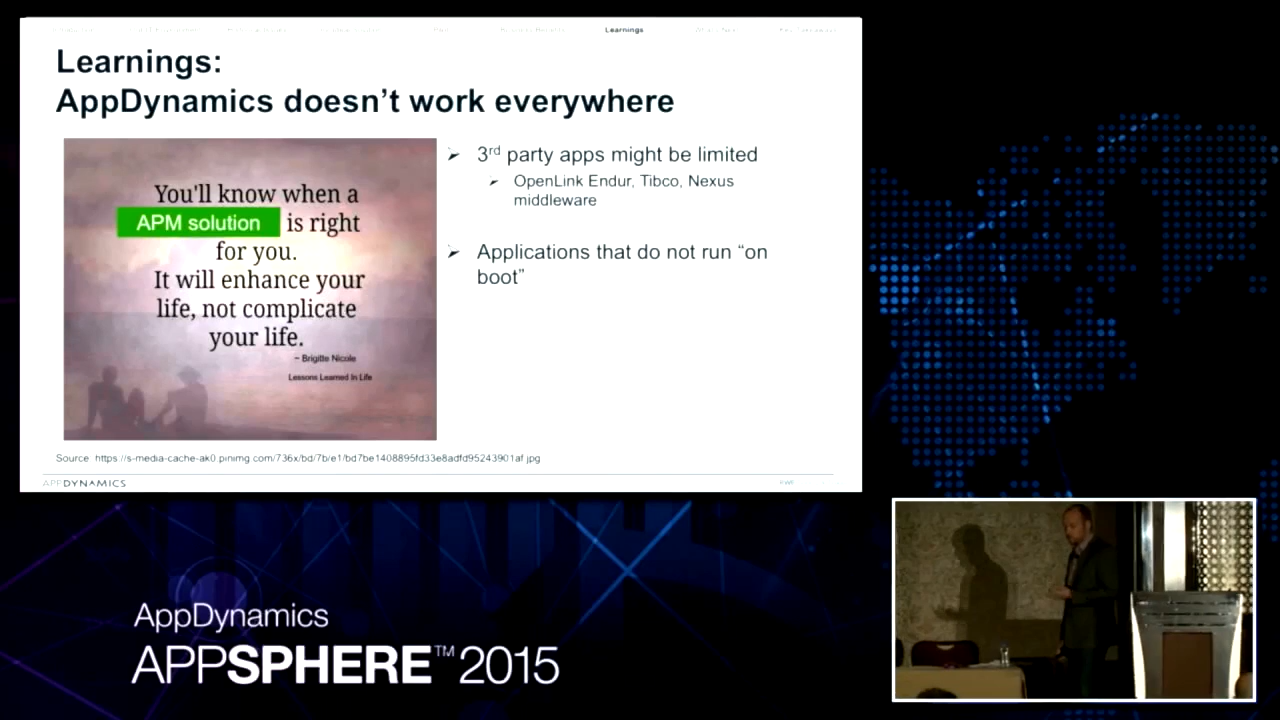 Learnings
Learnings:
AppDynamics doesn’t work everywhere
You'll know when a
APM solution is right
for you.
It will enhance your
life, not complicate
your life.
~ Brigitte Nicole
Lessons Learned In Life
➢ 3rd party apps might be limited
➢ OpenLink Endur, Tibco, Nexus
middleware
➢ Applications that do not run “on
boot”
Source: https://s-media-cache-ak0.pinimg.com/736x/bd/7b/e1/bd7be1408895fd33e8adfd95243901af.jpg
APPDYNAMICS
AppDynamics
APPSPHERE™ 2015